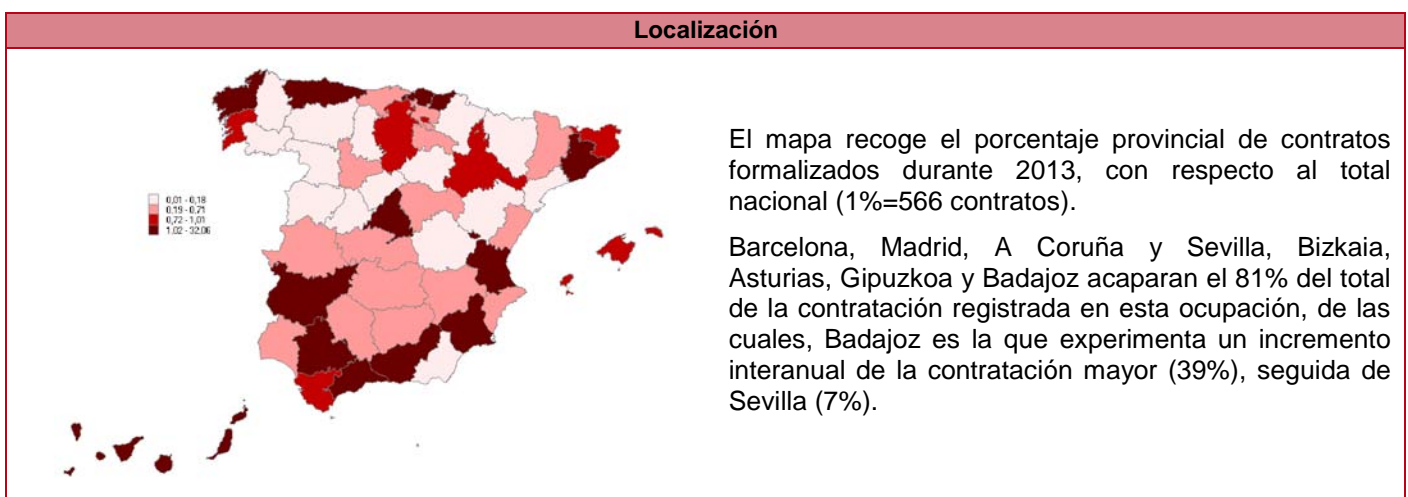 Localización
0,01 - 0,18
0,19 - 0,71
0,72 - 1,01
1,02 - 32,06
El mapa recoge el porcentaje provincial de contratos
formalizados durante 2013, con respecto al total
nacional (1%=566 contratos).
Barcelona, Madrid, A Coruña y Sevilla, Bizkaia,
Asturias, Gipuzkoa y Badajoz acaparan el 81% del total
de la contratación registrada en esta ocupación, de las
cuales, Badajoz es la que experimenta un incremento
interanual de la contratación mayor (39%), seguida de
Sevilla (7%).